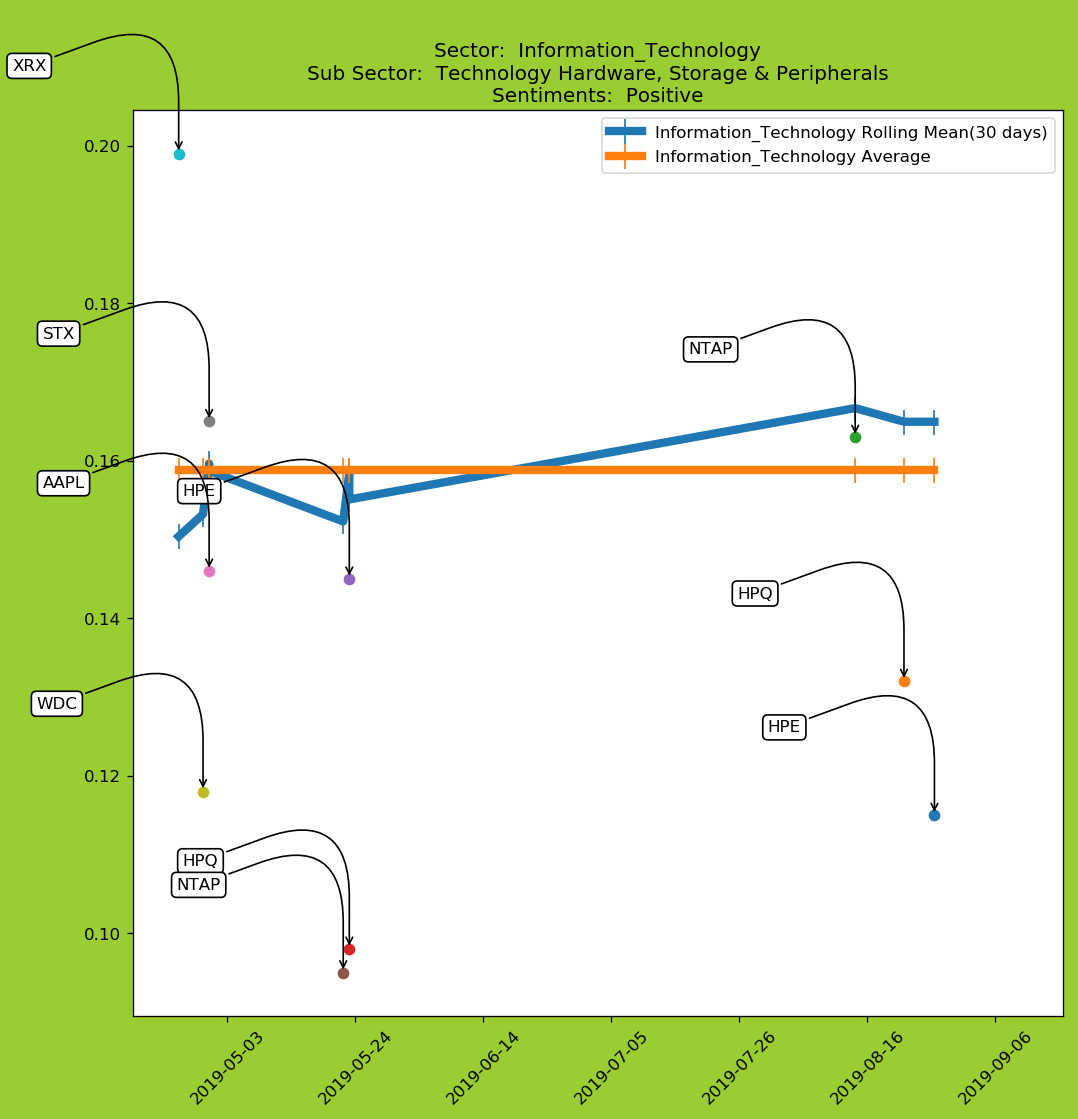 Sector:  Information_Technology
Sub Sector:  Technology Hardware, Storage & Peripherals
Sentiments:  Positive
Information_Technology Rolling Mean(30 days)
Information_Technology Average
XRX
0.20
STX
0.18
NTAP
0.16
AAPL
HPE
HPQ
0.14
WDC
HPE
0.12
HPQ
NTAP
0.10
2019-05-03
2019-05-24
2019-06-14
2019-07-05
2019-07-26
2019-08-16
2019-09-06